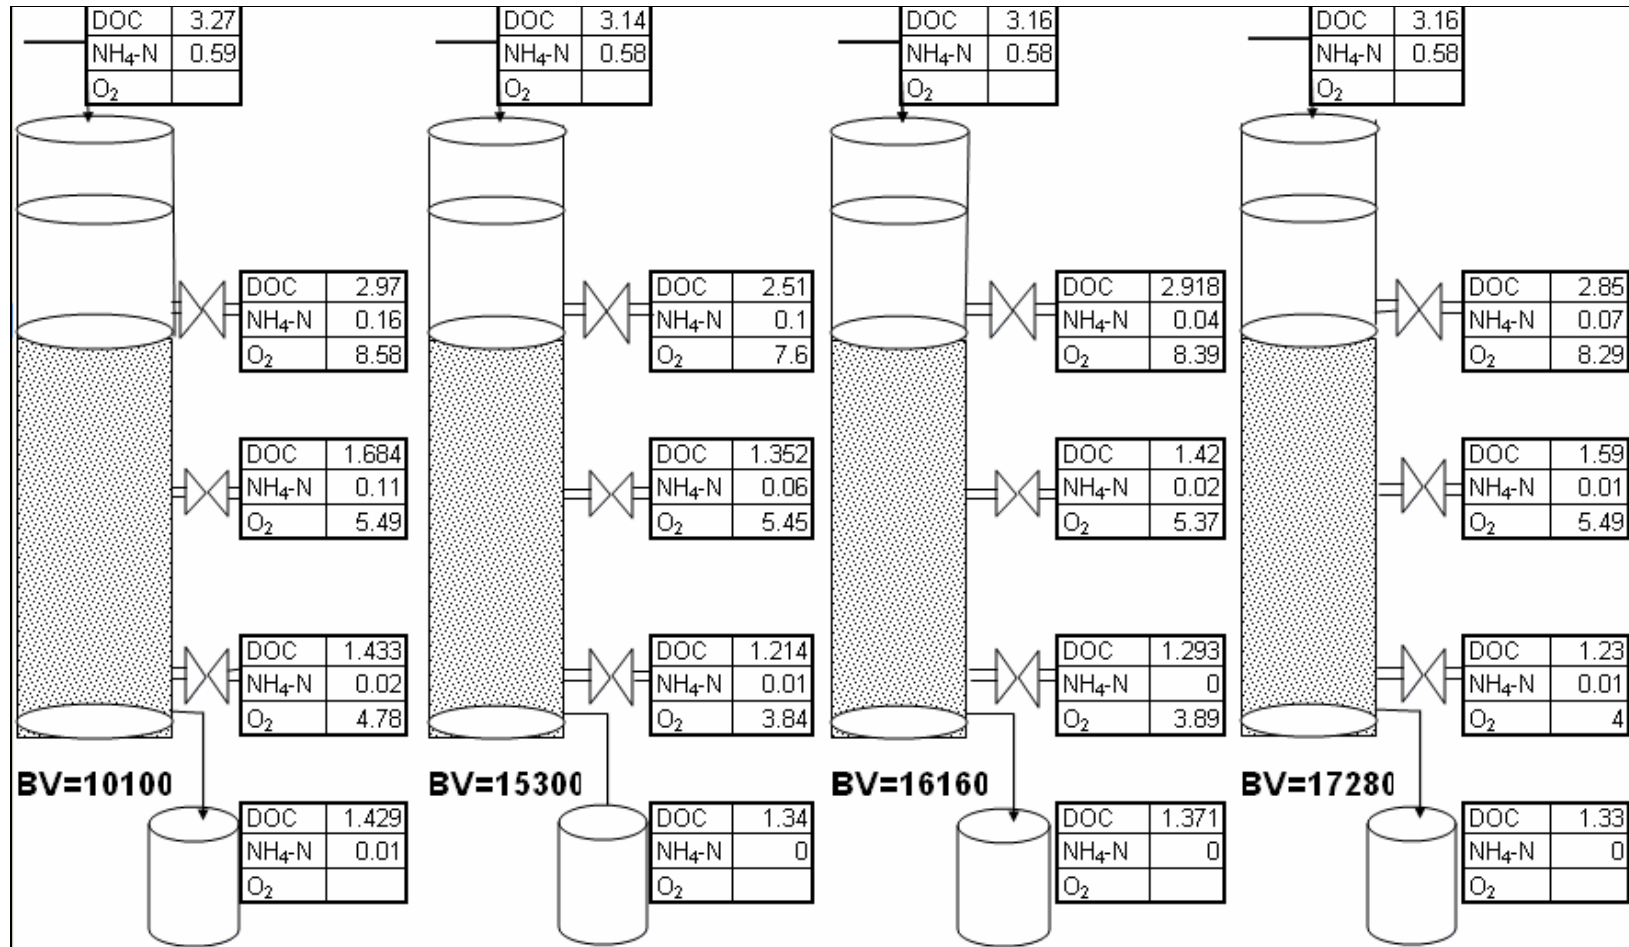 DOC 3.27
NH₄-N 0.59
O₂
DOC 3.14
NH₄-N 0.58
O₂
DOC 3.16
NH₄-N 0.58
O₂
DOC 3.16
NH₄-N 0.58
O₂
DOC 2.97
NH₄-N 0.16
O₂ 8.58
DOC 2.51
NH₄-N 0.1
O₂ 7.6
DOC 2.918
NH₄-N 0.04
O₂ 8.39
DOC 2.85
NH₄-N 0.07
O₂ 8.29
DOC 1.684
NH₄-N 0.11
O₂ 5.49
DOC 1.352
NH₄-N 0.06
O₂ 5.45
DOC 1.42
NH₄-N 0.02
O₂ 5.37
DOC 1.59
NH₄-N 0.01
O₂ 5.49
DOC 1.433
NH₄-N 0.02
O₂ 4.78
DOC 1.214
NH₄-N 0.01
O₂ 3.84
DOC 1.293
NH₄-N 0
O₂ 3.89
DOC 1.23
NH₄-N 0.01
O₂ 4
BV=10100
BV=15300
BV=16160
BV=17280
DOC 1.429
NH₄-N 0.01
O₂
DOC 1.34
NH₄-N 0
O₂
DOC 1.371
NH₄-N 0
O₂
DOC 1.33
NH₄-N 0
O₂